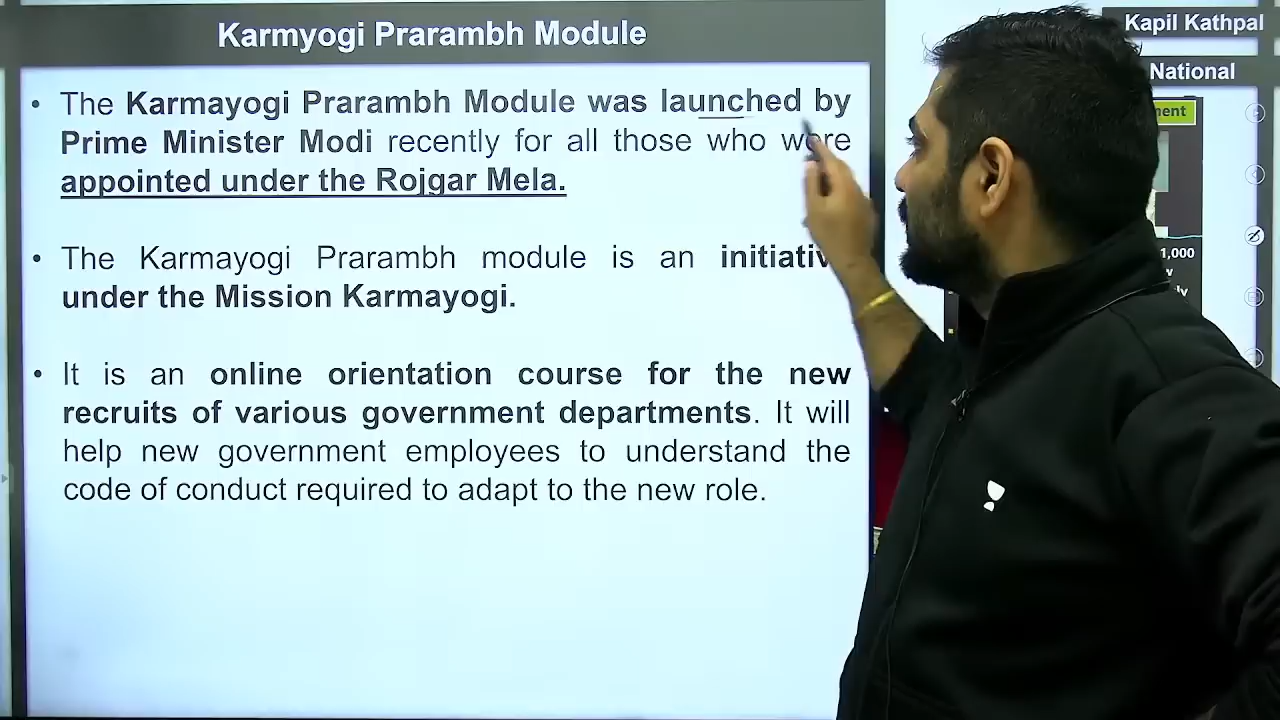 Karmyogi Prarambh Module
Kapil Kathpal
National
• The Karmayogi Prarambh Module was launched by
Prime Minister Modi recently for all those who were
appointed under the Rojgar Mela.
• The Karmayogi Prarambh module is an
under the Mission Karmayogi.
• It is an online orientation course for the new
recruits of various government departments. It will
help new government employees to understand the
code of conduct required to adapt to the new role.
1,000